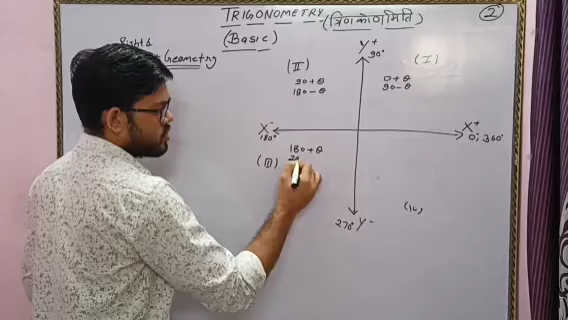 TRIGONOMETRY (त्रिकोणमिति)
(Basic)
2
Right &
Geometry
Y+
90°
(II)
90+θ
180-θ
(I)
0+θ
90-θ
X-
180°
X+
0°, 360°
(III)
180+θ
(IV)
270° Y-